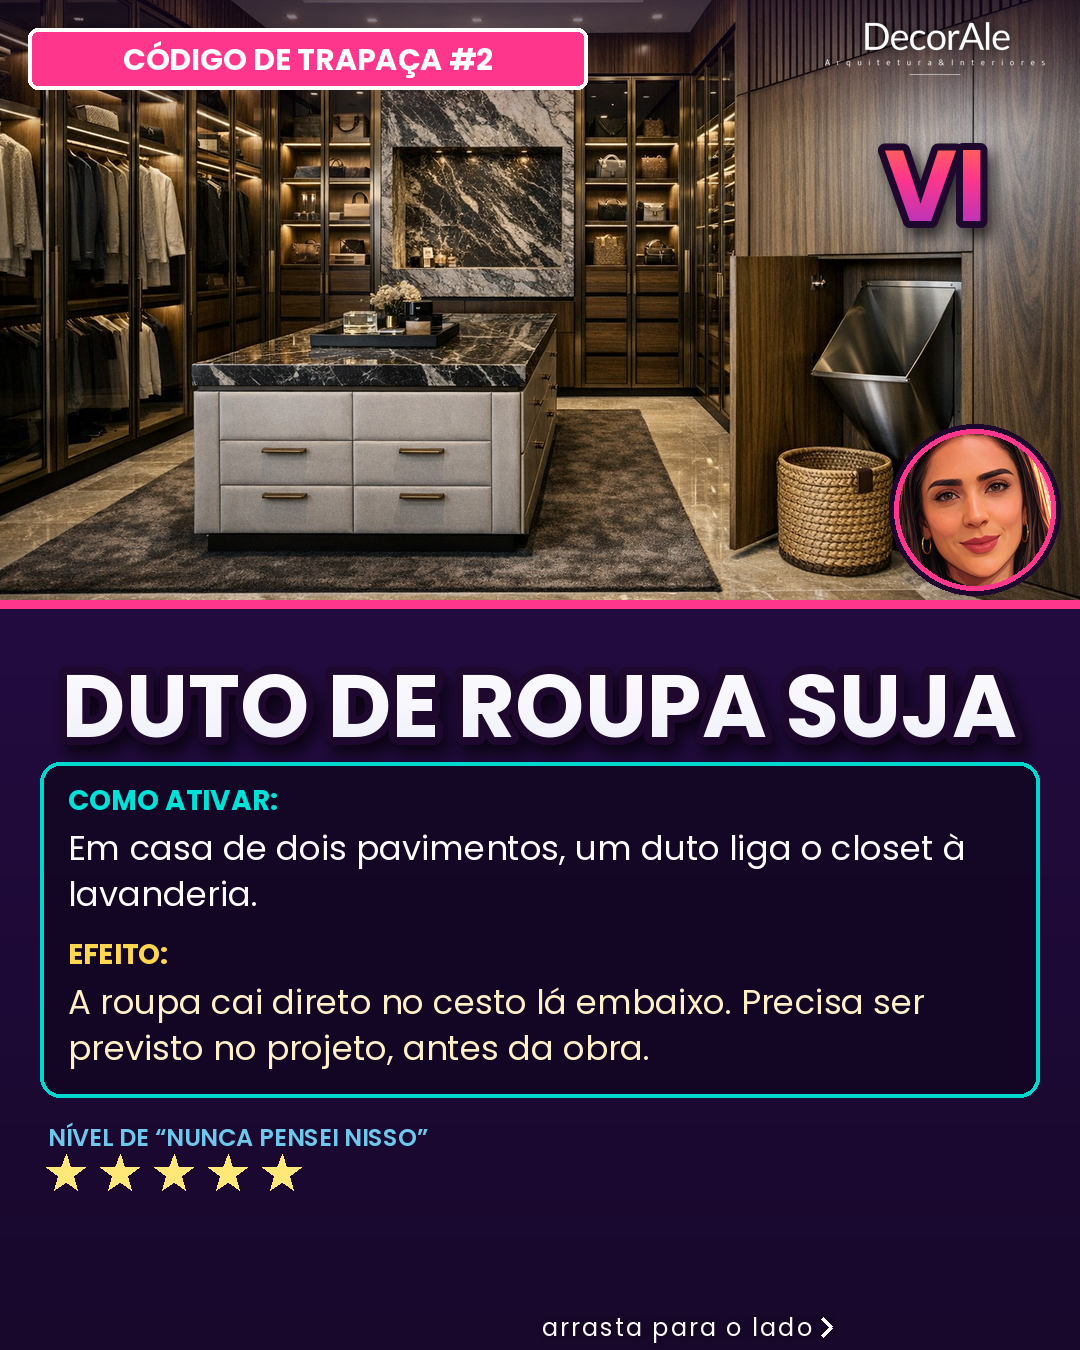 CÓDIGO DE TRAPAÇA #2
DecorAle
Arquitetura&Interiores
VI
DUTO DE ROUPA SUJA
COMO ATIVAR:
Em casa de dois pavimentos, um duto liga o closet à
lavanderia.
EFEITO:
A roupa cai direto no cesto lá embaixo. Precisa ser
previsto no projeto, antes da obra.
NÍVEL DE “NUNCA PENSEI NISSO”
arrasta para o lado